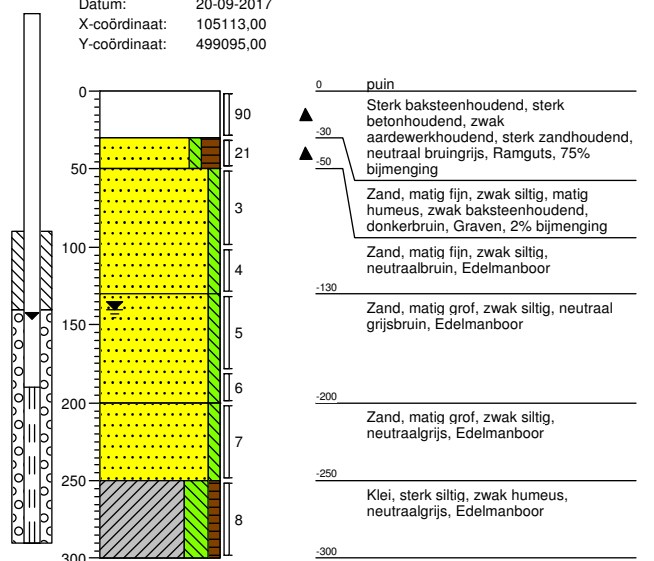 Datum: 20-09-2017
X-coördinaat: 105113,00
Y-coördinaat: 499095,00
0
50
100
150
200
250
300
90
21
3
4
5
6
7
8
0 puin
Sterk baksteenhoudend, sterk
betonhoudend, zwak
aardewerkhoudend, sterk zandhoudend,
neutraal bruingrijs, Ramguts, 75%
bijmenging
-30
Zand, matig fijn, zwak siltig, matig
humeus, zwak baksteenhoudend,
donkerbruin, Graven, 2% bijmenging
-50
Zand, matig fijn, zwak siltig,
neutraalbruin, Edelmanboor
-130
Zand, matig grof, zwak siltig, neutraal
grijsbruin, Edelmanboor
-200
Zand, matig grof, zwak siltig,
neutraalgrijs, Edelmanboor
-250
Klei, sterk siltig, zwak humeus,
neutraalgrijs, Edelmanboor
-300